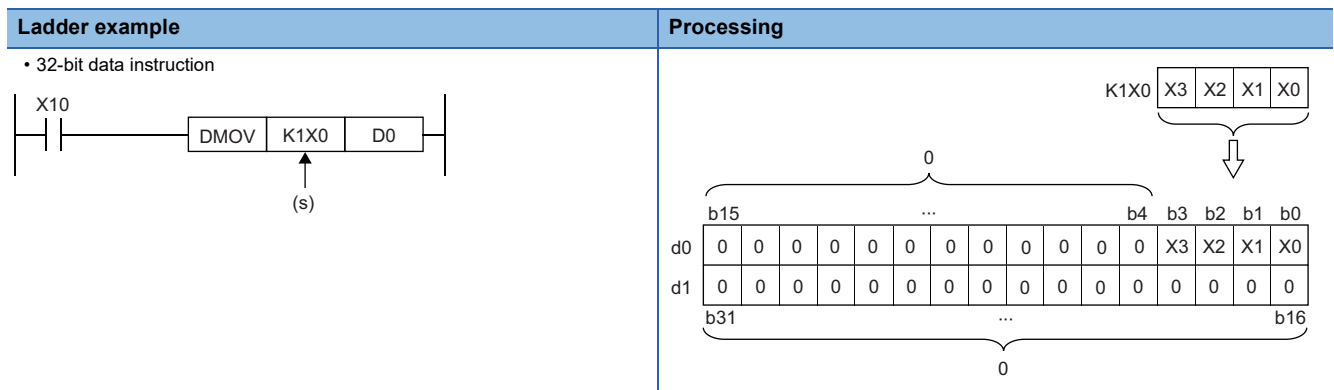 Ladder example
Processing
• 32-bit data instruction
X10
DMOV K1X0 D0
(s)
K1X0 X3 X2 X1 X0
0
b15 ... b4 b3 b2 b1 b0
d0 0 0 0 0 0 0 0 0 0 0 0 0 X3 X2 X1 X0
d1 0 0 0 0 0 0 0 0 0 0 0 0 0 0 0 0
b31 ... b16
0